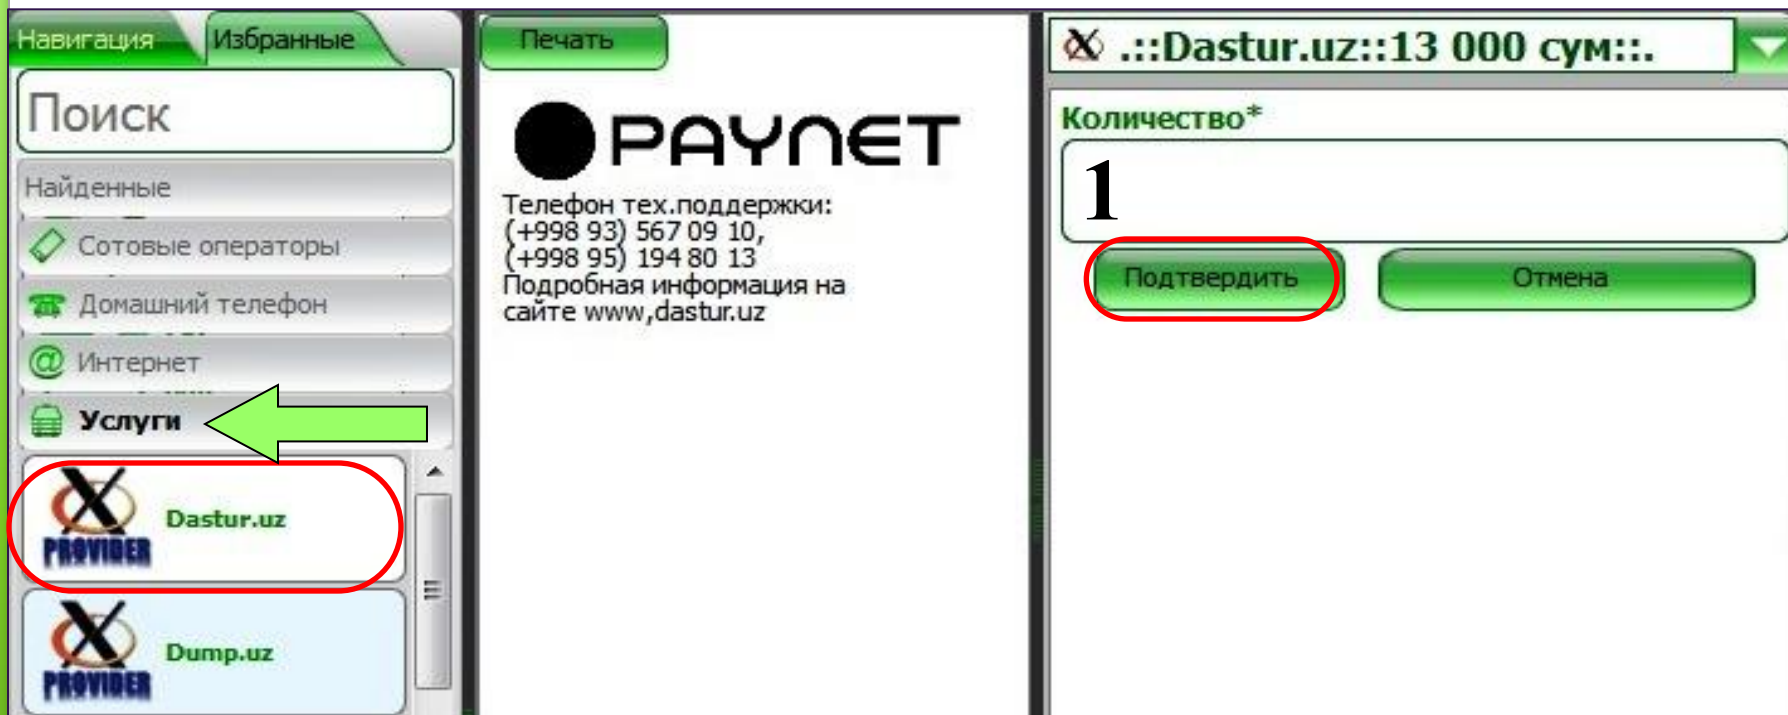 Навигация
Избранные
Поиск
Найденные
Сотовые операторы
Домашний телефон
@ Интернет
Услуги
X PROVIDER
Dastur.uz
X PROVIDER
Dump.uz
Печать
PAYNET
Телефон тех.поддержки:
(+998 93) 567 09 10,
(+998 95) 194 80 13
Подробная информация на
сайте www,dastur.uz
.::Dastur.uz::13 000 сум::.
Количество*
1
Подтвердить
Отмена